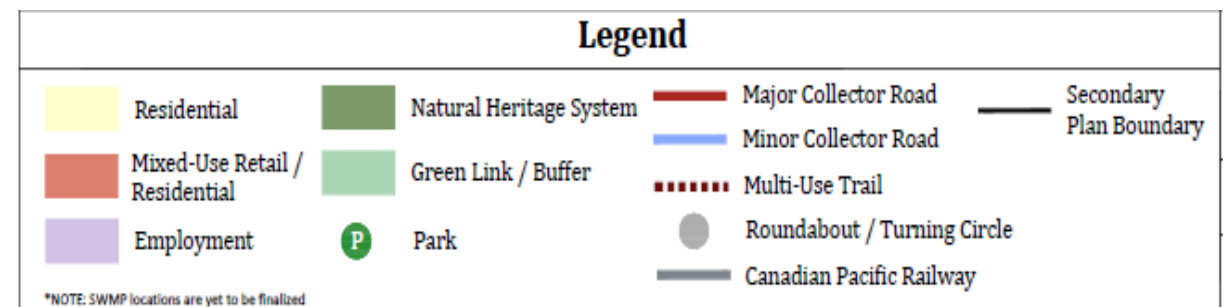 Legend
Residential
Mixed-Use Retail /
Residential
Employment
*NOTE: SWMP locations are yet to be finalized
Natural Heritage System
Green Link / Buffer
P
Park
Major Collector Road
Minor Collector Road
Multi-Use Trail
Roundabout / Turning Circle
Canadian Pacific Railway
Secondary
Plan Boundary